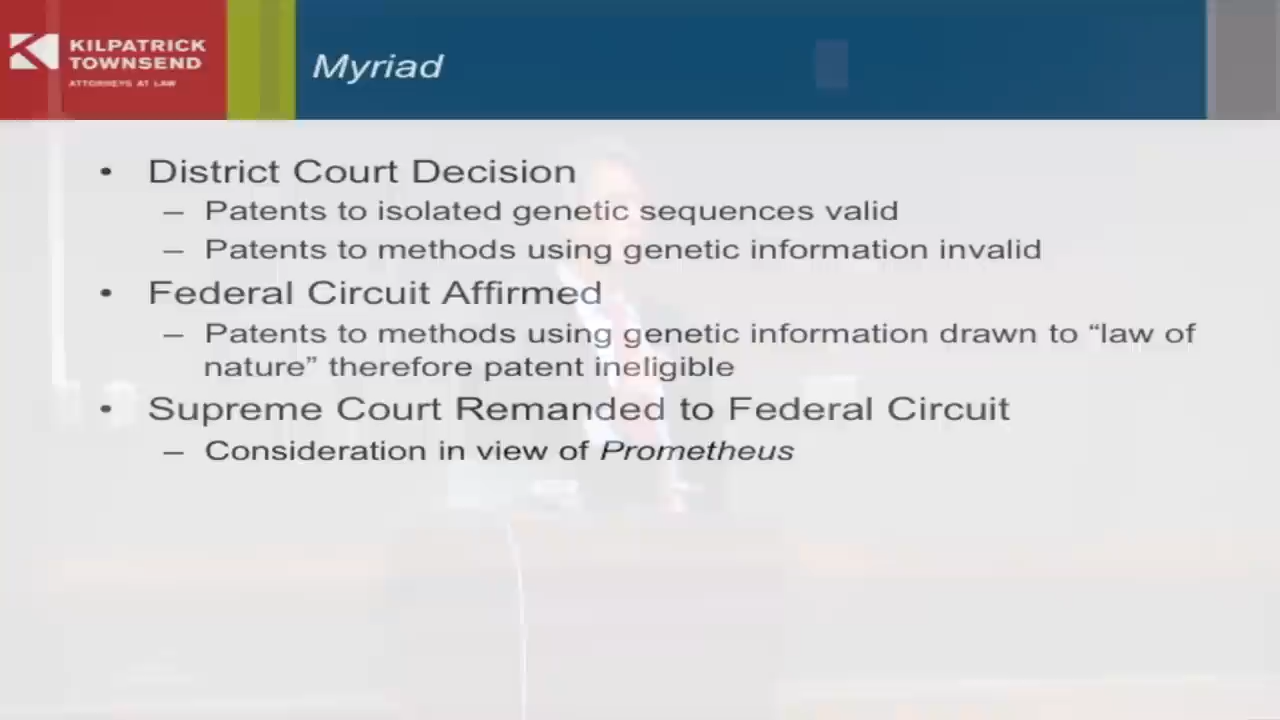 KILPATRICK
TOWNSEND
ATTORNEYS AT LAW
Myriad
• District Court Decision
– Patents to isolated genetic sequences valid
– Patents to methods using genetic information invalid
• Federal Circuit Affirmed
– Patents to methods using genetic information drawn to “law of
nature” therefore patent ineligible
• Supreme Court Remanded to Federal Circuit
– Consideration in view of Prometheus